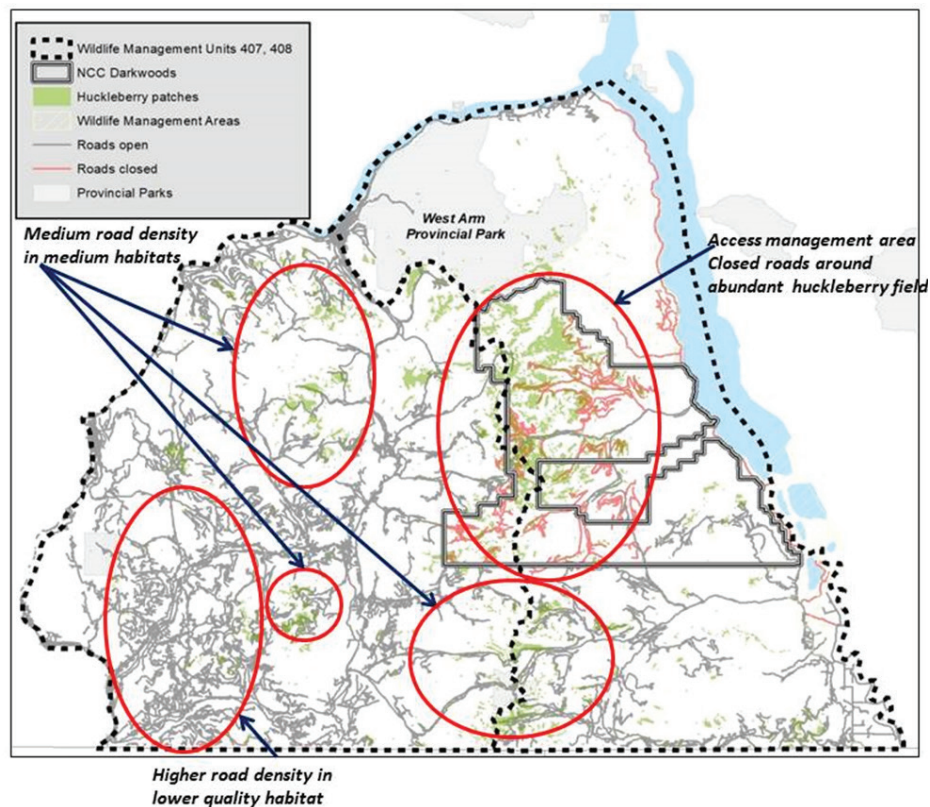 Wildlife Management Units 407, 408
NCC Darkwoods
Huckleberry patches
Wildlife Management Areas
Roads open
Roads closed
Provincial Parks
West Arm
Provincial Park
Medium road density
in medium habitats
Access management area
Closed roads around
abundant huckleberry field
Higher road density in
lower quality habitat